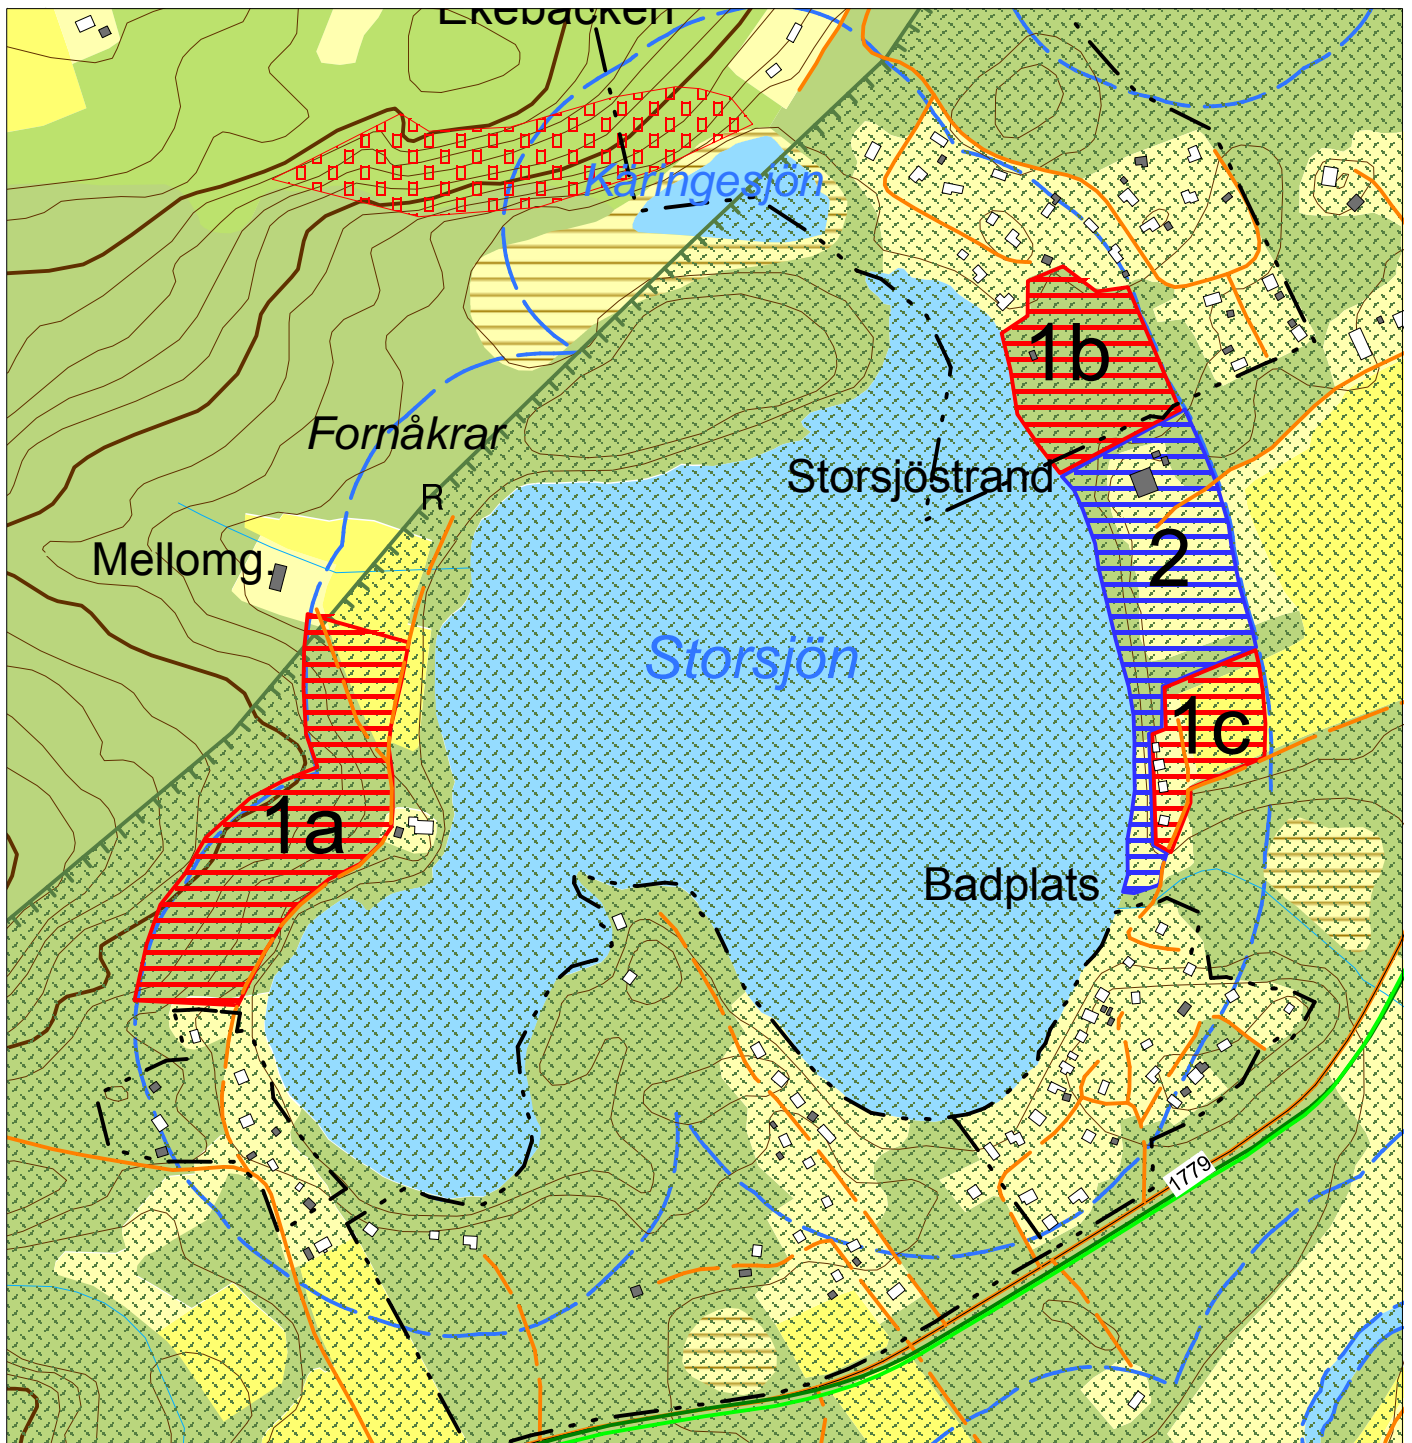 Ekebacken
Käringesjön
1b
Fornåkrar
Storsjöstrand
R
Mellomg.
2
Storsjön
1c
1a
Badplats
1779